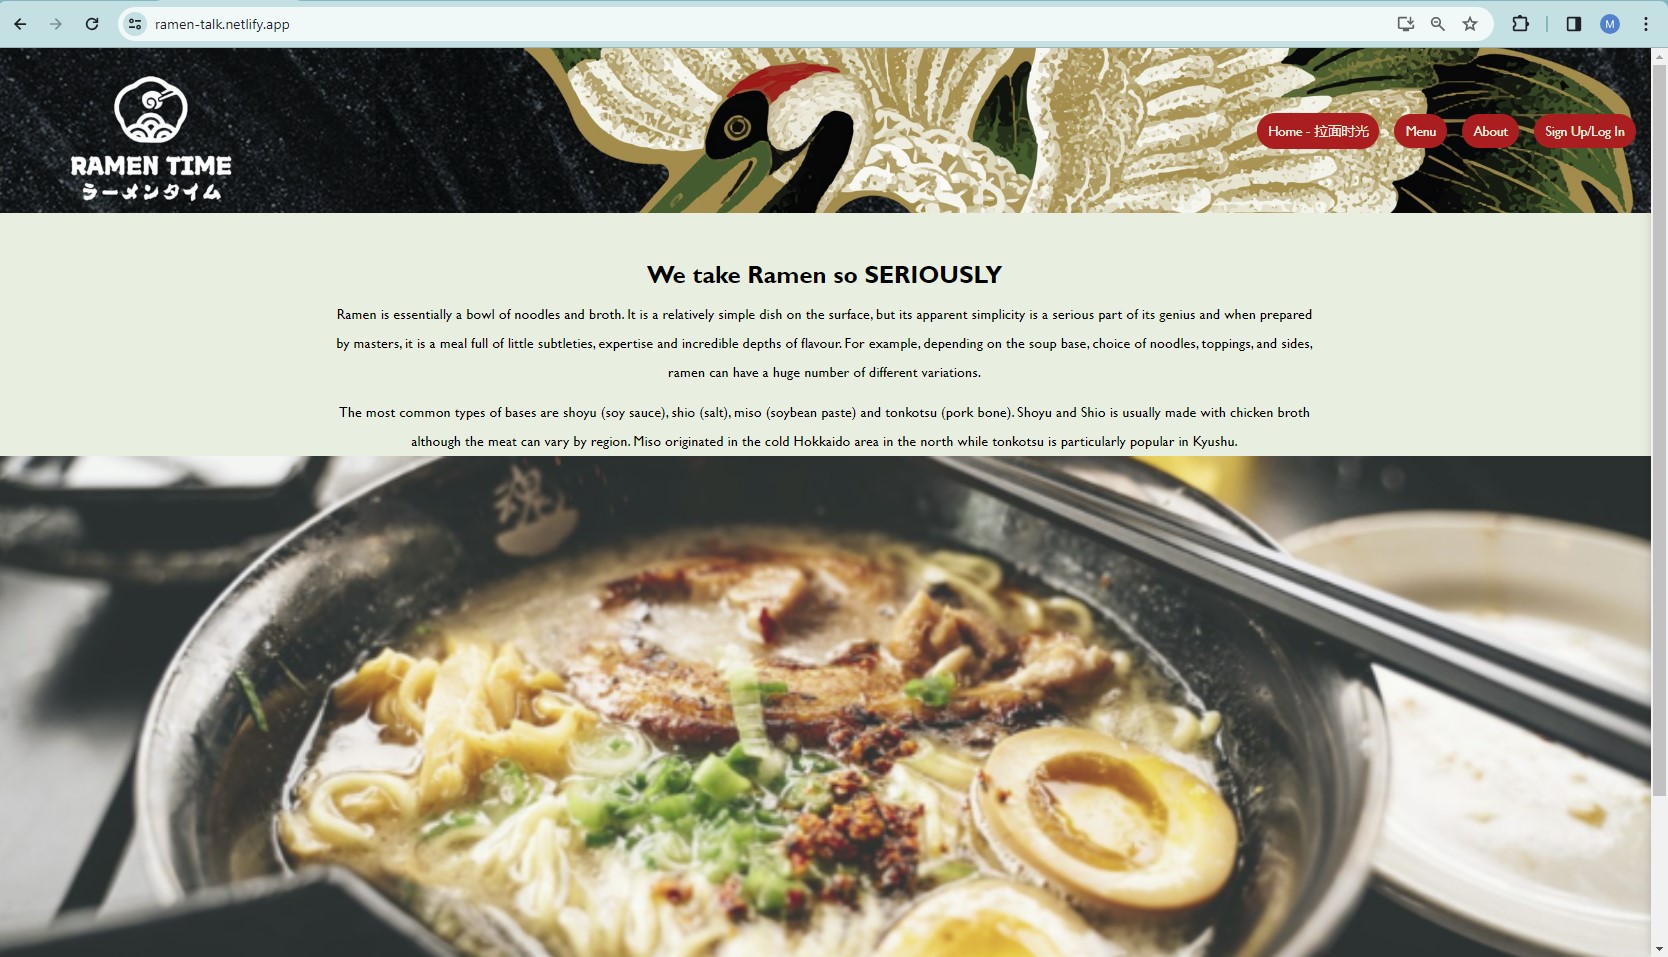 ramen-talk.netlify.app
M
RAMEN TIME
ラーメンタイム
Home - 拉面时光
Menu
About
Sign Up/Log In
We take Ramen so SERIOUSLY
Ramen is essentially a bowl of noodles and broth. It is a relatively simple dish on the surface, but its apparent simplicity is a serious part of its genius and when prepared
by masters, it is a meal full of little subtleties, expertise and incredible depths of flavour. For example, depending on the soup base, choice of noodles, toppings, and sides,
ramen can have a huge number of different variations.
The most common types of bases are shoyu (soy sauce), shio (salt), miso (soybean paste) and tonkotsu (pork bone). Shoyu and Shio is usually made with chicken broth
although the meat can vary by region. Miso originated in the cold Hokkaido area in the north while tonkotsu is particularly popular in Kyushu.